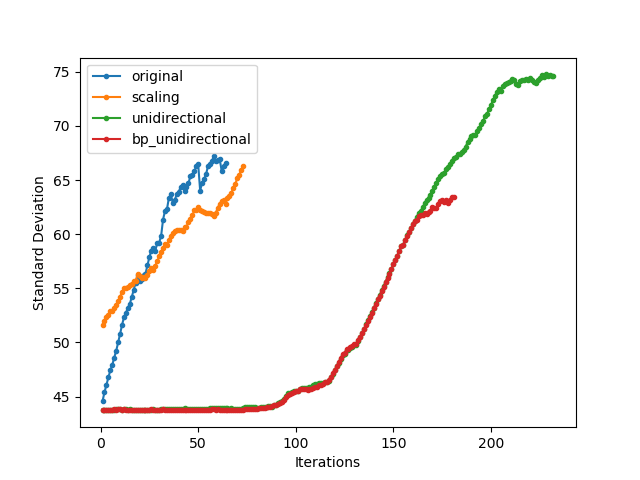 original
scaling
unidirectional
bp_unidirectional
75
70
65
60
55
50
45
Standard Deviation
0 50 100 150 200
Iterations